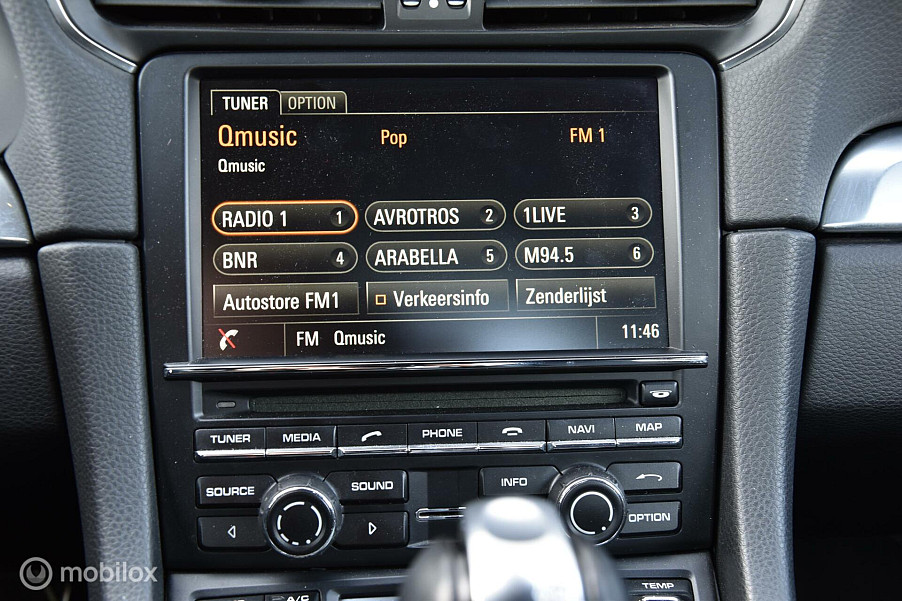 TUNER OPTION
Qmusic Pop FM 1
Qmusic
RADIO 1 1 AVROTROS 2 1LIVE 3
BNR 4 ARABELLA 5 M94.5 6
Autostore FM1 Verkeersinfo Zenderlijst
FM Qmusic 11:46
TUNER MEDIA PHONE NAVI MAP
SOURCE SOUND INFO
OPTION
mobilox
A/C TEMP